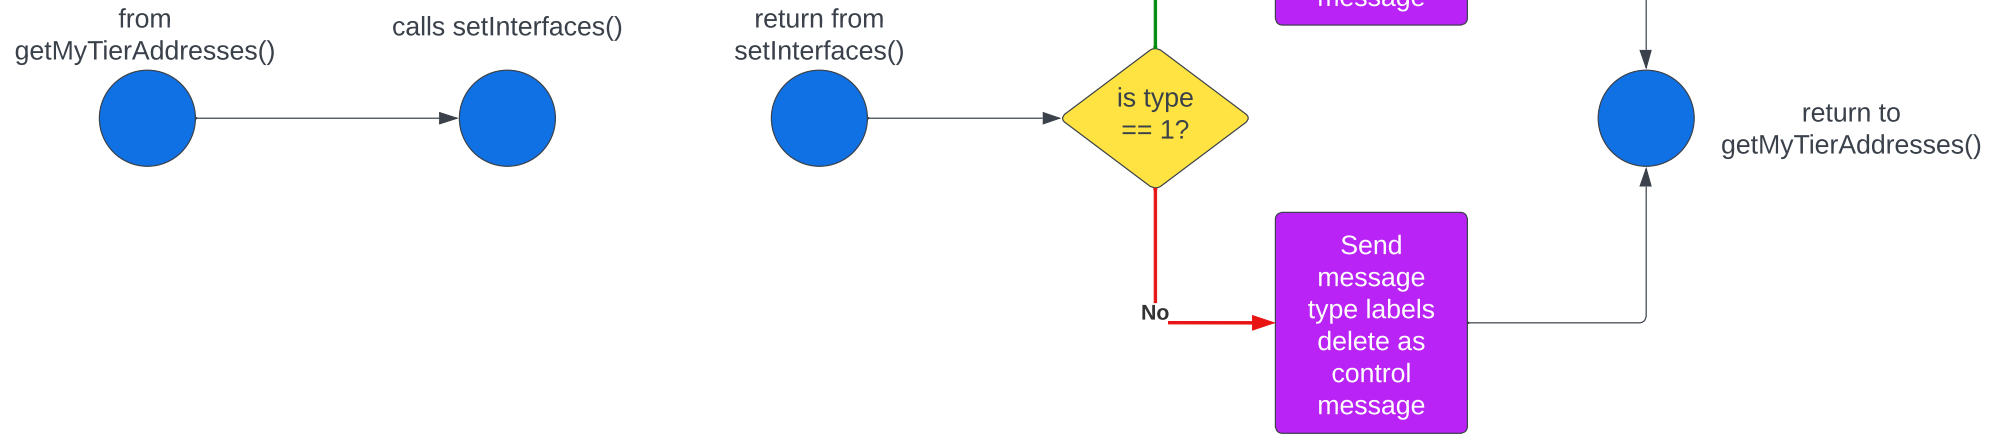 from
getMyTierAddresses()
calls setInterfaces()
return from
setInterfaces()
message
is type
== 1?
return to
getMyTierAddresses()
No
Send
message
type labels
delete as
control
message